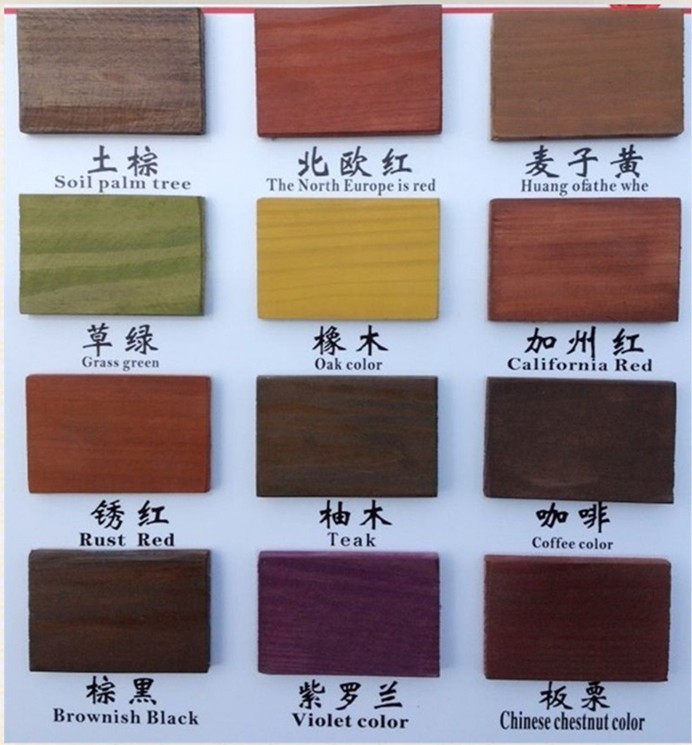 土棕
Soil palm tree
北欧红
The North Europe is red
麦子黄
Huang ofathe whe
草绿
Grass green
橡木
Oak color
加州红
California Red
锈红
Rust Red
柚木
Teak
咖啡
Coffee color
棕黑
Brownish Black
紫罗兰
Violet color
板栗
Chinese chestnut color